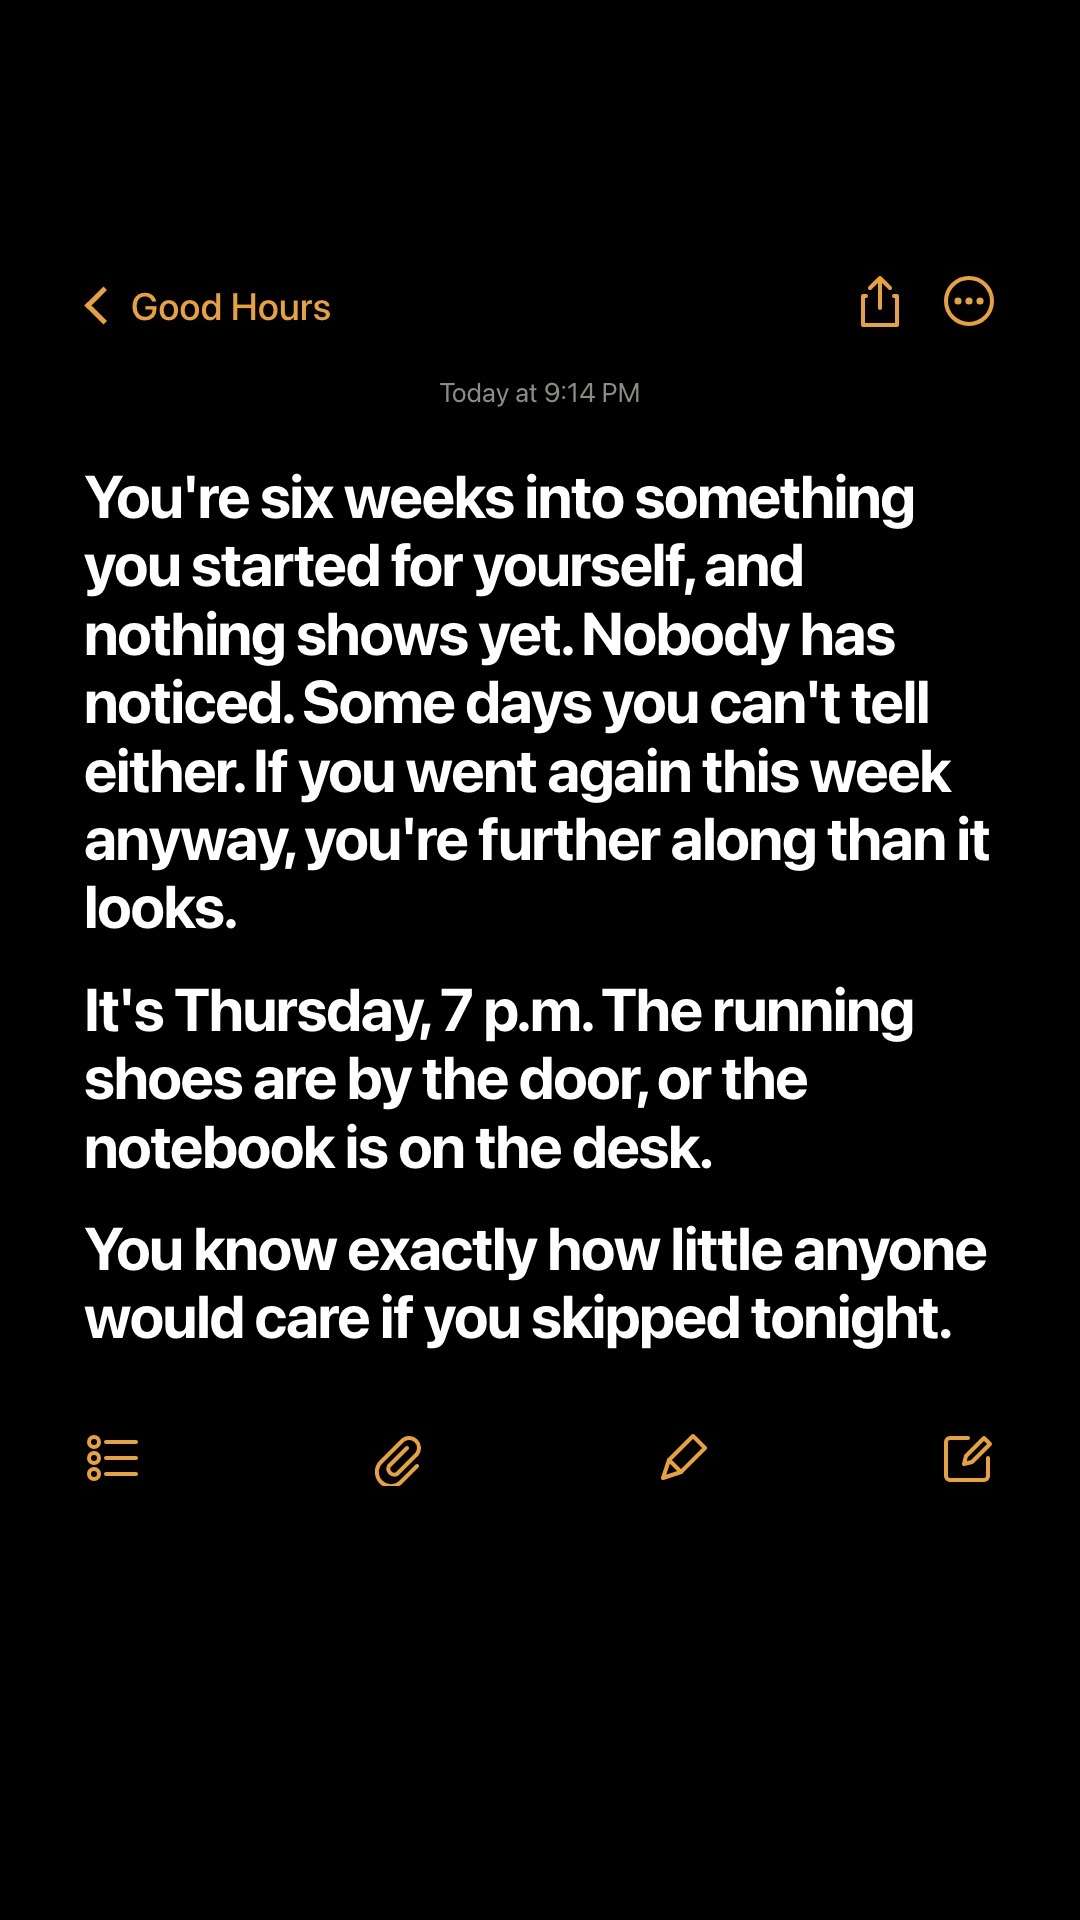 Good Hours
Today at 9:14 PM
You're six weeks into something
you started for yourself, and
nothing shows yet. Nobody has
noticed. Some days you can't tell
either. If you went again this week
anyway, you're further along than it
looks.
It's Thursday, 7 p.m. The running
shoes are by the door, or the
notebook is on the desk.
You know exactly how little anyone
would care if you skipped tonight.